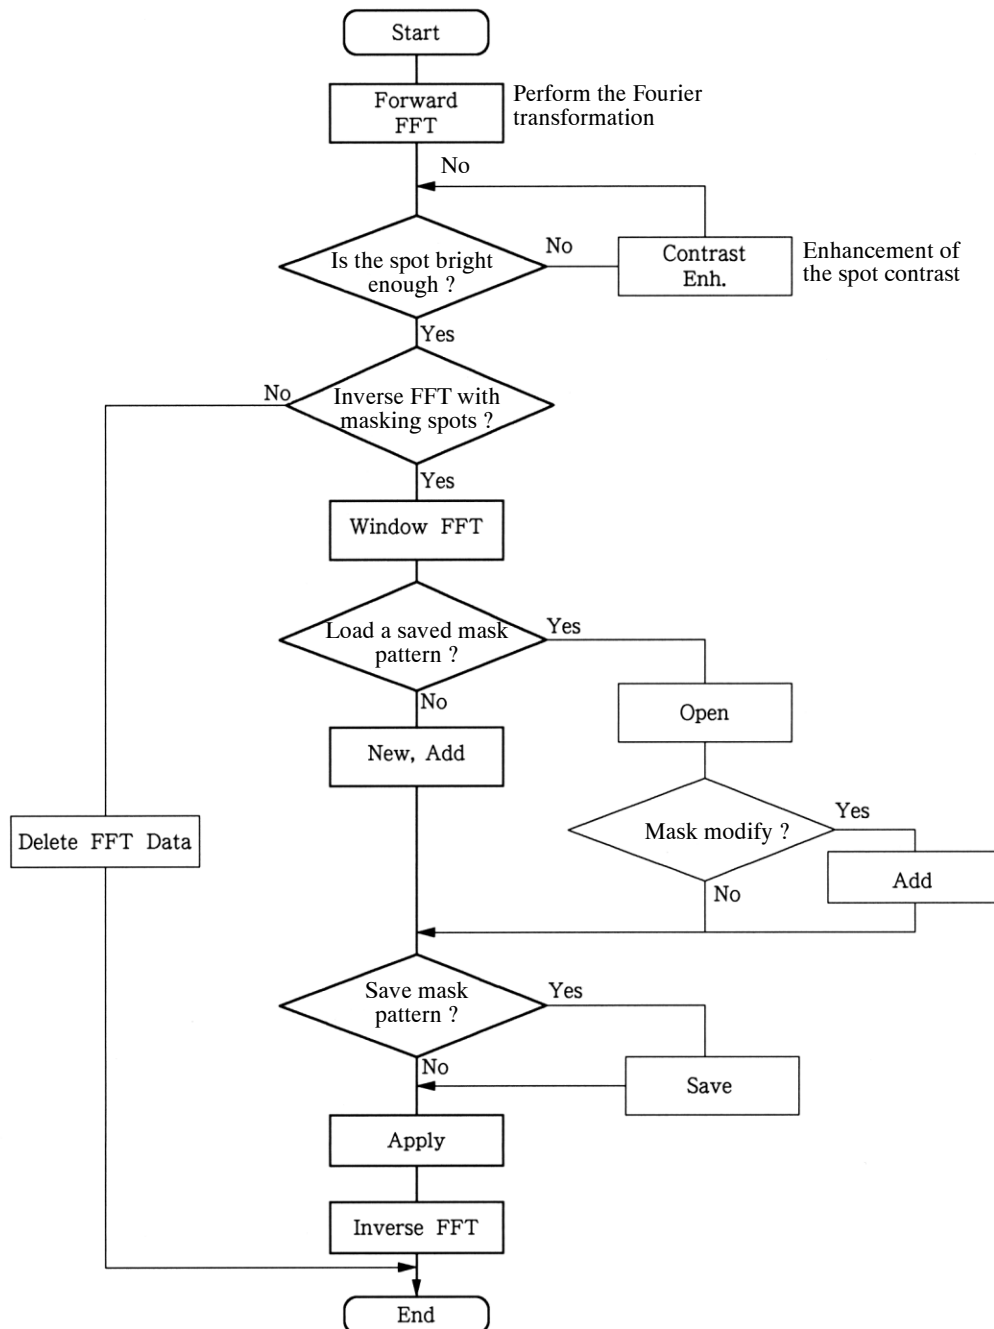 Start
Forward
FFT
Perform the Fourier
transformation
No
Is the spot bright
enough ?
No
Contrast
Enh.
Enhancement of
the spot contrast
Yes
No
Inverse FFT with
masking spots ?
Yes
Window FFT
Load a saved mask
pattern ?
Yes
No
Open
New, Add
Mask modify ?
Yes
Delete FFT Data
Add
No
Save mask
pattern ?
Yes
No
Save
Apply
Inverse FFT
End